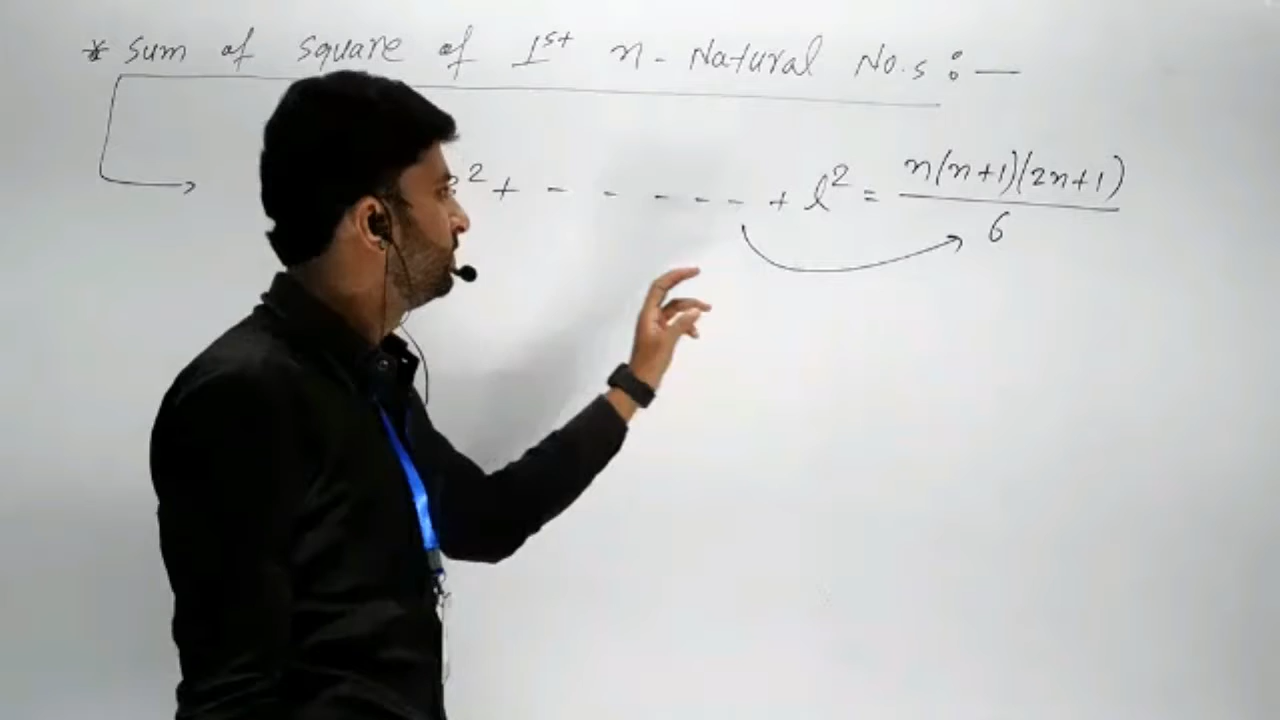 * Sum of square of 1st n - Natural No.s : —
2 + - - - - - + l² = n(n+1)(2n+1) / 6